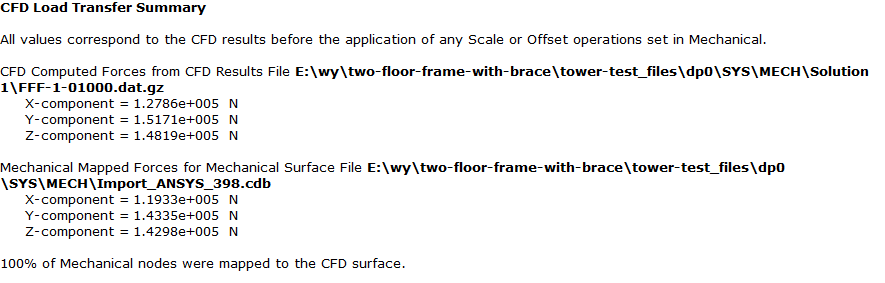 CFD Load Transfer Summary
All values correspond to the CFD results before the application of any Scale or Offset operations set in Mechanical.
CFD Computed Forces from CFD Results File E:\wy\two-floor-frame-with-brace\tower-test_files\dp0\SYS\MECH\Solution
1\FFF-1-01000.dat.gz
X-component = 1.2786e+005 N
Y-component = 1.5171e+005 N
Z-component = 1.4819e+005 N
Mechanical Mapped Forces for Mechanical Surface File E:\wy\two-floor-frame-with-brace\tower-test_files\dp0
\SYS\MECH\Import_ANSYS_398.cdb
X-component = 1.1933e+005 N
Y-component = 1.4335e+005 N
Z-component = 1.4298e+005 N
100% of Mechanical nodes were mapped to the CFD surface.